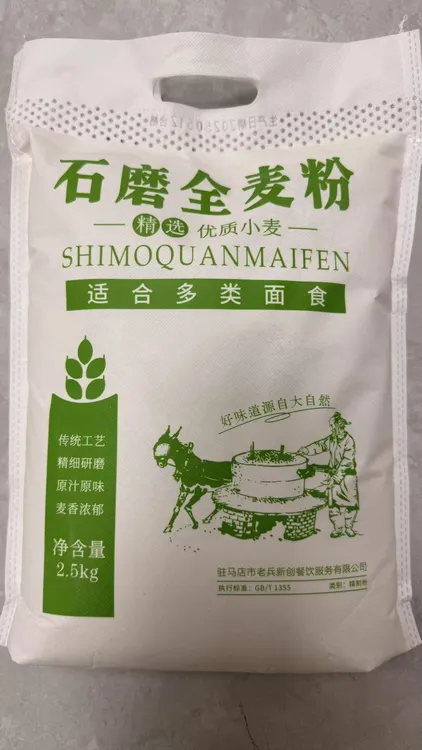 石磨全麦粉
精选 优质小麦
SHIMOQUANMAIFEN
适合多类面食
好味道源自大自然
传统工艺
精细研磨
原汁原味
麦香浓郁
净含量
2.5kg
驻马店市老兵新创餐饮服务有限公司
执行标准：GB/T 1355 类别：精制粉